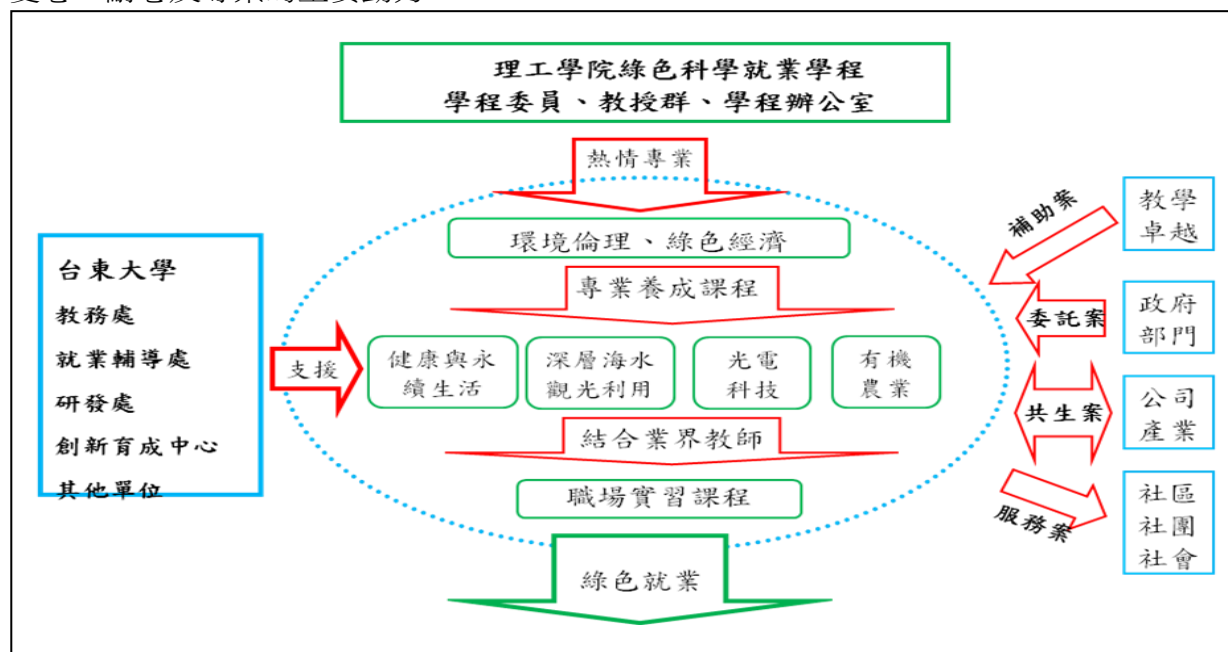 理工學院綠色科學就業學程
學程委員、教授群、學程辦公室
熱情專業
環境倫理、綠色經濟
專業養成課程
台東大學
教務處
就業輔導處
研發處
創新育成中心
其他單位
支援
健康與永
續生活
深層海水
觀光利用
光電
科技
有機
農業
結合業界教師
職場實習課程
綠色就業
補助案
教學
卓越
委託案
政府
部門
共生案
公司
產業
服務案
社區
社團
社會